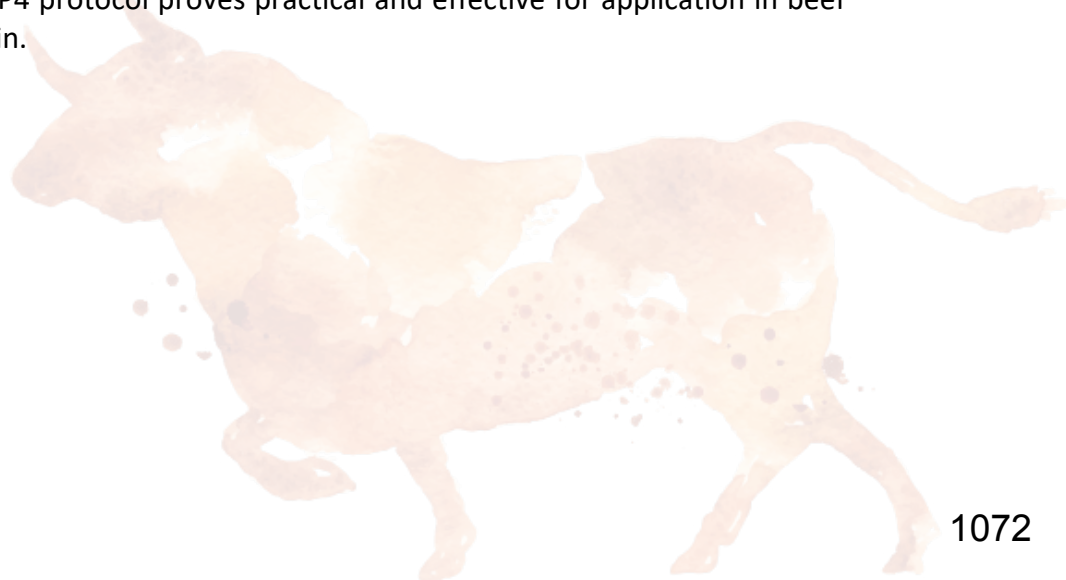 P4 protocol proves practical and effective for application in beef
in.
1072